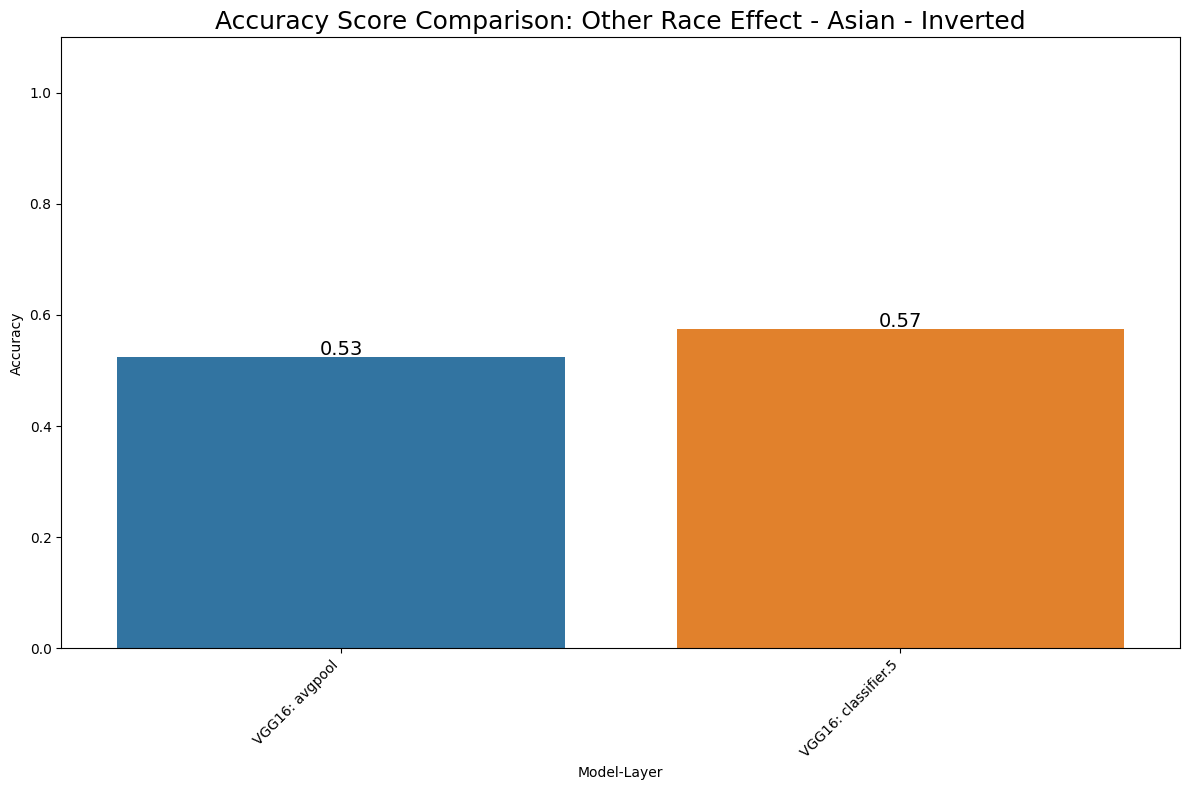 Accuracy Score Comparison: Other Race Effect - Asian - Inverted
1.0
0.8
0.6
0.4
0.2
0.0
Accuracy
0.53
0.57
VGG16: avgpool
VGG16: classifier.5
Model-Layer